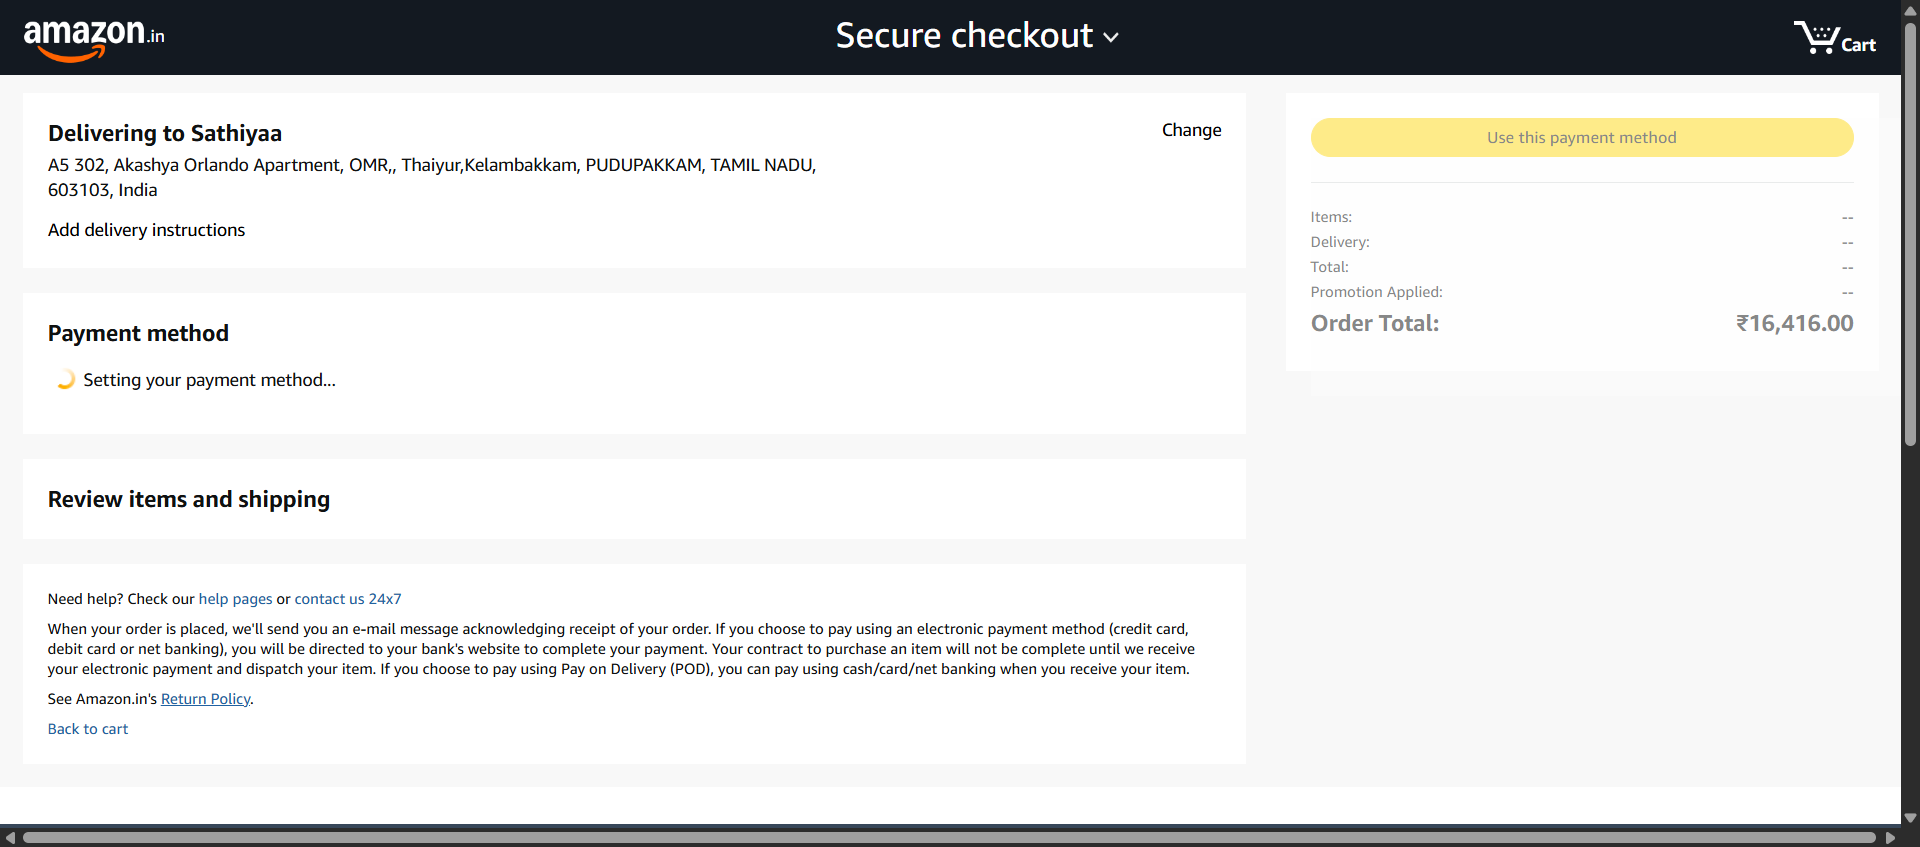 amazon.in
Secure checkout
Cart
Delivering to Sathiyaa
Change
A5 302, Akashya Orlando Apartment, OMR,, Thaiyur,Kelambakkam, PUDUPAKKAM, TAMIL NADU,
603103, India
Add delivery instructions
Payment method
Setting your payment method...
Review items and shipping
Need help? Check our help pages or contact us 24x7
When your order is placed, we'll send you an e-mail message acknowledging receipt of your order. If you choose to pay using an electronic payment method (credit card,
debit card or net banking), you will be directed to your bank's website to complete your payment. Your contract to purchase an item will not be complete until we receive
your electronic payment and dispatch your item. If you choose to pay using Pay on Delivery (POD), you can pay using cash/card/net banking when you receive your item.
See Amazon.in's Return Policy.
Back to cart
Use this payment method
Items: --
Delivery: --
Total: --
Promotion Applied: --
Order Total: ₹16,416.00